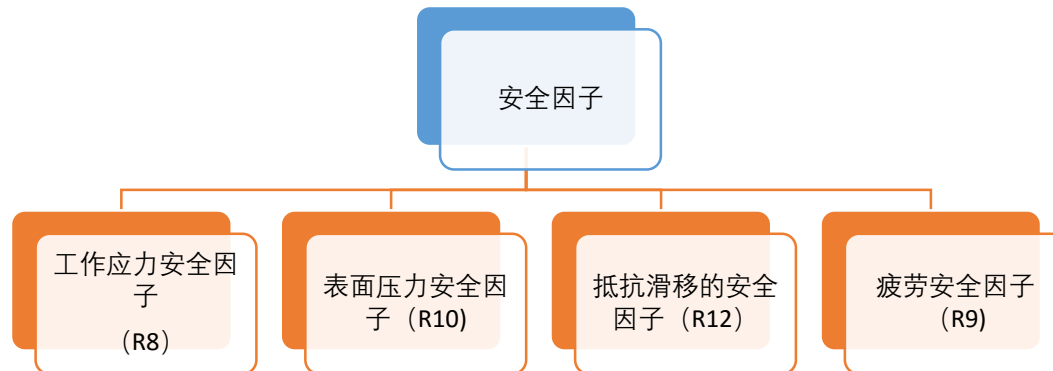 安全因子
工作应力安全因
子
（R8）
表面压力安全因
子（R10)
抵抗滑移的安全
因子（R12）
疲劳安全因子
（R9)